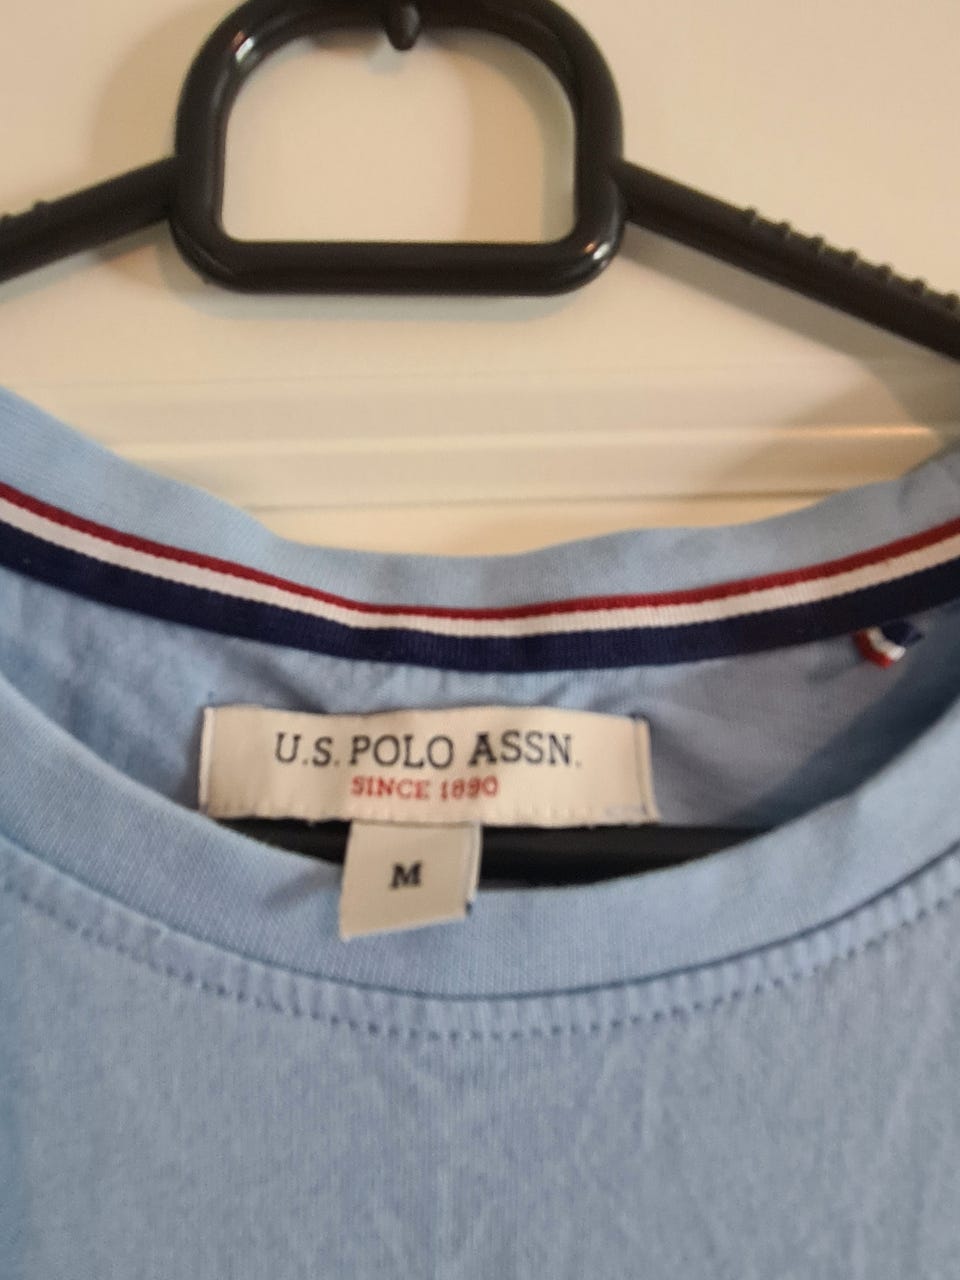 U.S. POLO ASSN.
SINCE 1890
M